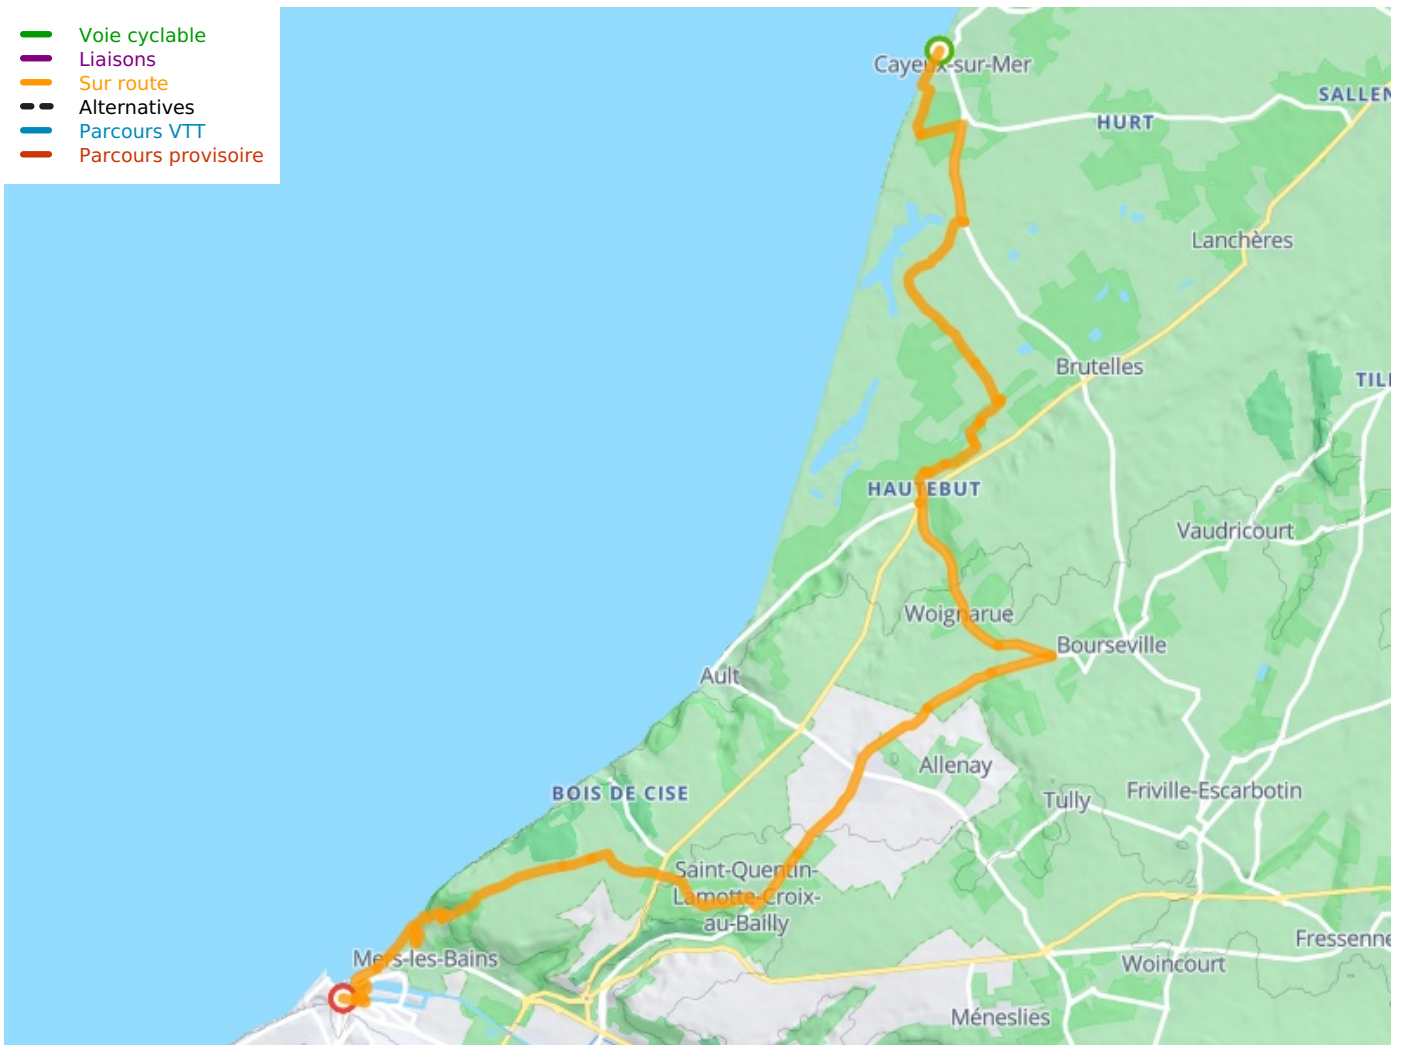 Voie cyclable
Liaisons
Sur route
Alternatives
Parcours VTT
Parcours provisoire
Cayeux-sur-Mer
SALLEN
HURT
Lanchères
Brutelles
TILL
HAUTEBUT
Vaudricourt
Woignarue
Bourseville
Ault
Allenay
BOIS DE CISE
Tully
Friville-Escarbotin
Saint-Quentin-
Lamotte-Croix-
au-Bailly
Fressenne
Mers-les-Bains
Woincourt
Méneslies